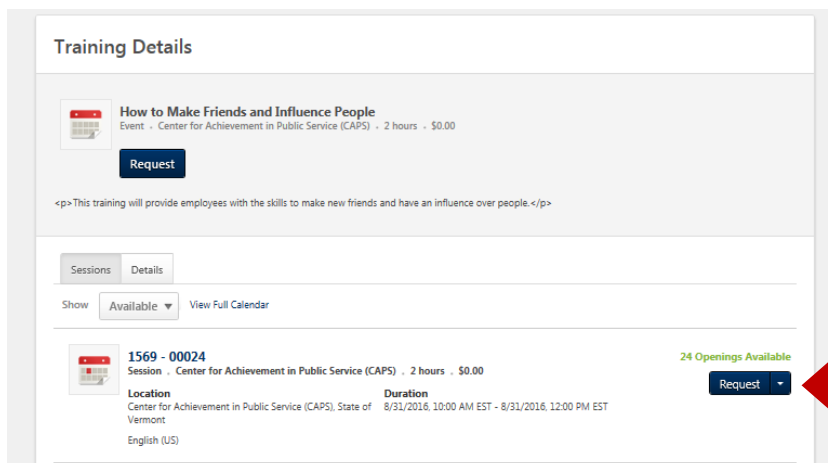 Training Details
How to Make Friends and Influence People
Event . Center for Achievement in Public Service (CAPS) . 2 hours . $0.00
Request
<p>This training will provide employees with the skills to make new friends and have an influence over people.</p>
Sessions Details
Show Available View Full Calendar
1569 - 00024
24 Openings Available
Session . Center for Achievement in Public Service (CAPS) . 2 hours . $0.00
Request
Location Duration
Center for Achievement in Public Service (CAPS), State of 8/31/2016, 10:00 AM EST - 8/31/2016, 12:00 PM EST
Vermont
English (US)